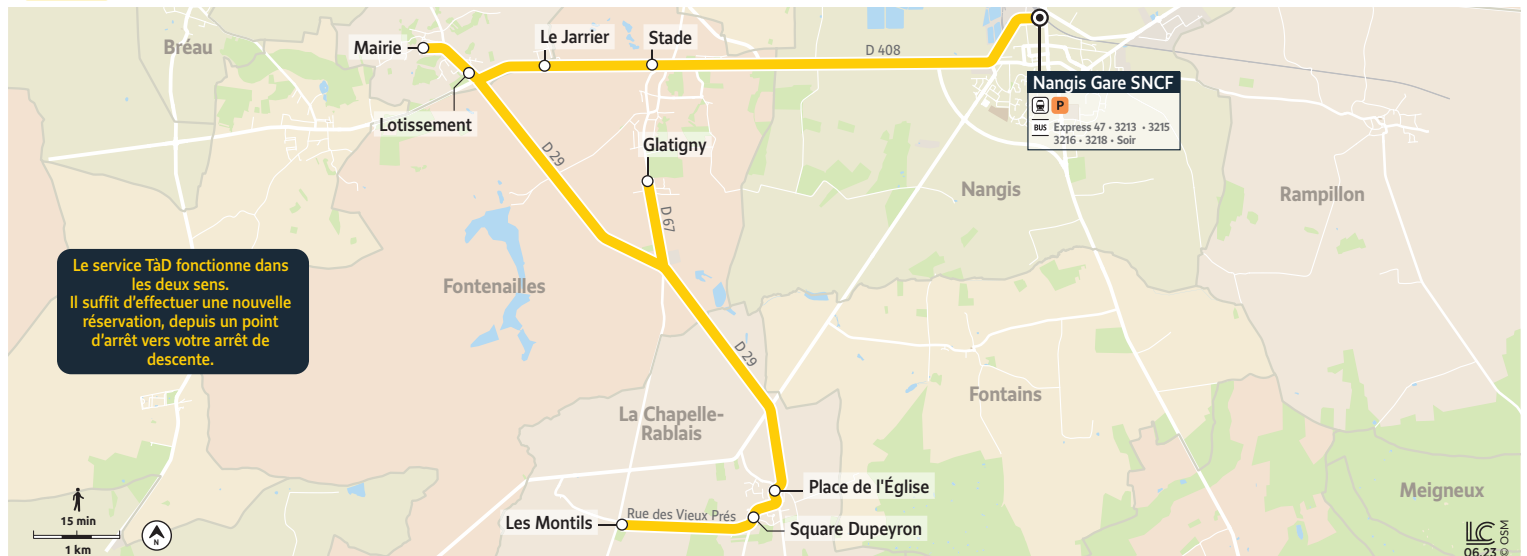 Bréau
Mairie
Le Jarrier
Stade
D 408
Nangis Gare SNCF
P
BUS Express 47 • 3213 • 3215
3216 • 3218 • Soir
Lotissement
D 29
Glatigny
D 67
Nangis
Rampillon
Le service TàD fonctionne dans
les deux sens.
Il suffit d'effectuer une nouvelle
réservation, depuis un point
d'arrêt vers votre arrêt de
descente.
Fontenailles
D 29
Fontains
La Chapelle-
Rablais
Place de l'Église
Meigneux
Les Montils
Rue des Vieux Prés
Square Dupeyron
15 min
1 km
N
LC
06.23 © OSM